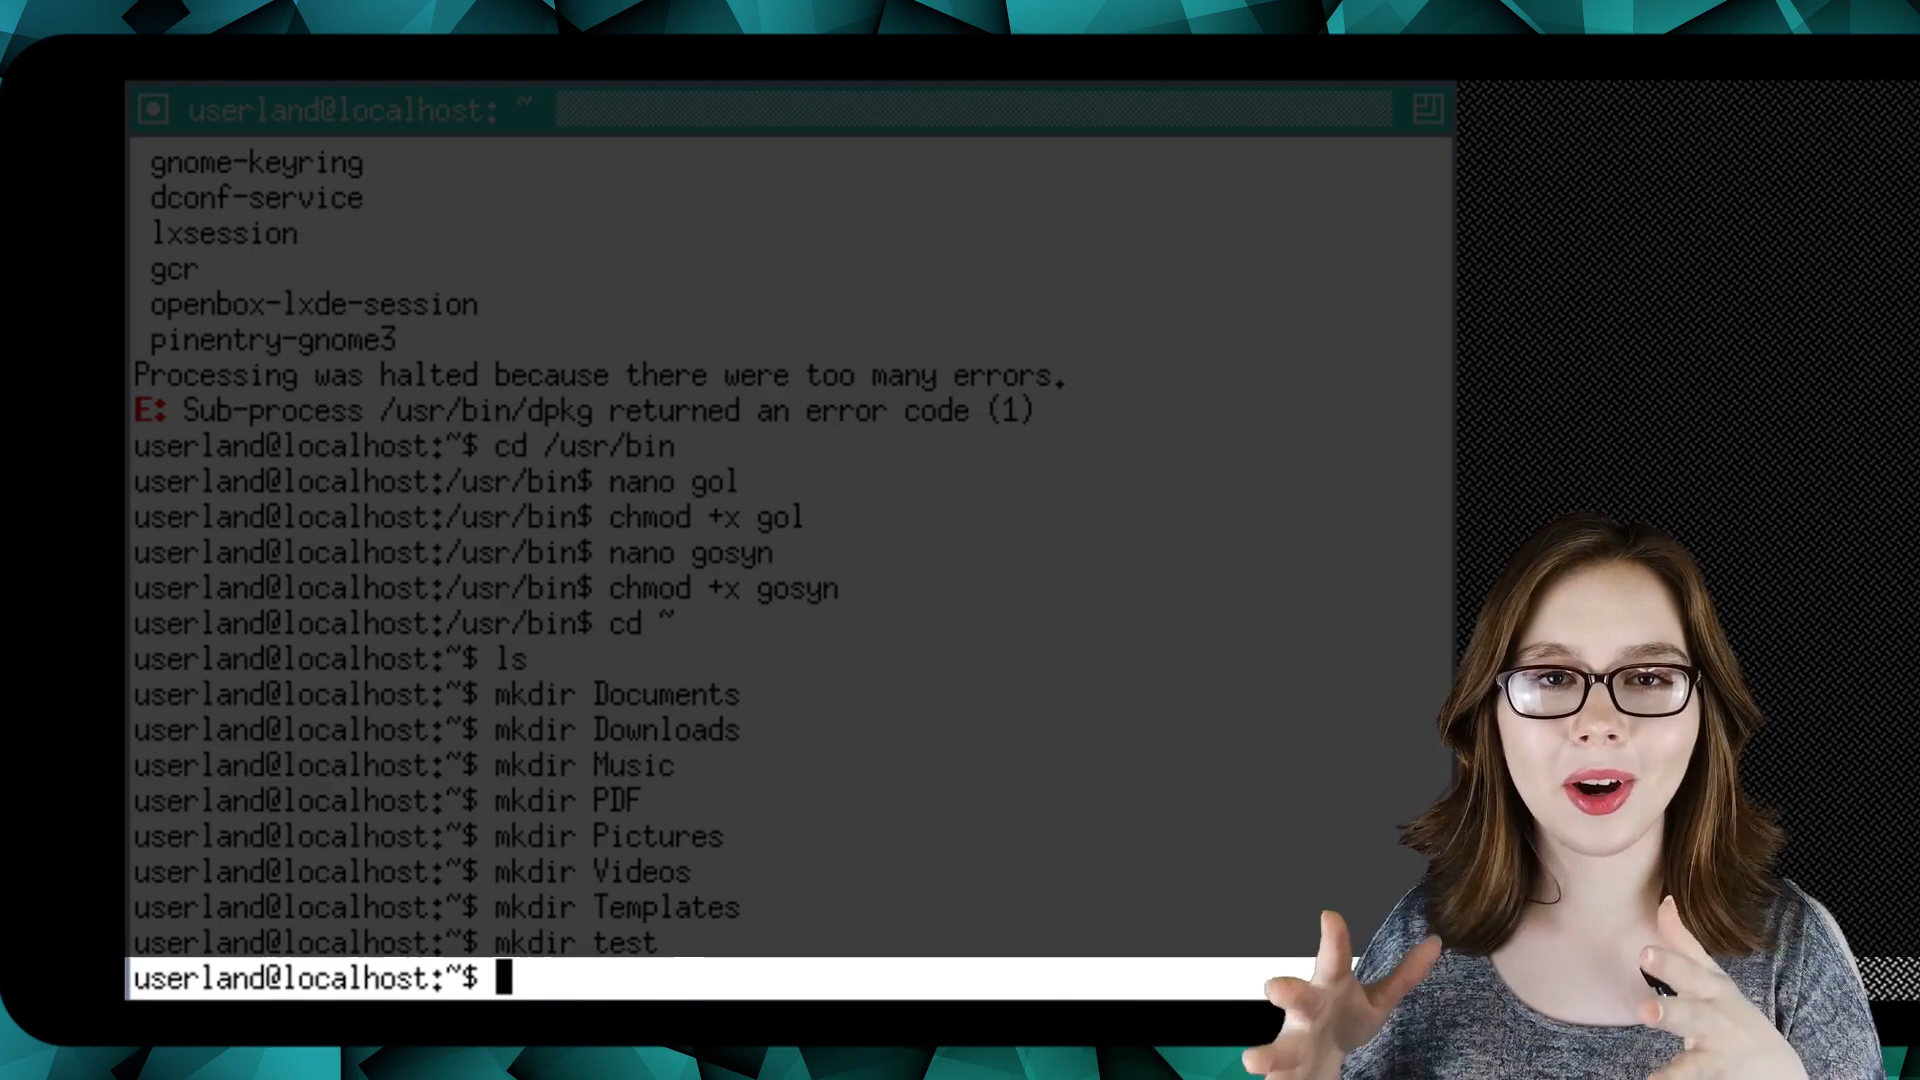 userland@localhost: ~
gnome-keyring
dconf-service
lxsession
gcr
openbox-lxde-session
pinentry-gnome3
Processing was halted because there were too many errors.
E: Sub-process /usr/bin/dpkg returned an error code (1)
userland@localhost:~$ cd /usr/bin
userland@localhost:/usr/bin$ nano gol
userland@localhost:/usr/bin$ chmod +x gol
userland@localhost:/usr/bin$ nano gosyn
userland@localhost:/usr/bin$ chmod +x gosyn
userland@localhost:/usr/bin$ cd ~
userland@localhost:~$ ls
userland@localhost:~$ mkdir Documents
userland@localhost:~$ mkdir Downloads
userland@localhost:~$ mkdir Music
userland@localhost:~$ mkdir PDF
userland@localhost:~$ mkdir Pictures
userland@localhost:~$ mkdir Videos
userland@localhost:~$ mkdir Templates
userland@localhost:~$ mkdir test
userland@localhost:~$